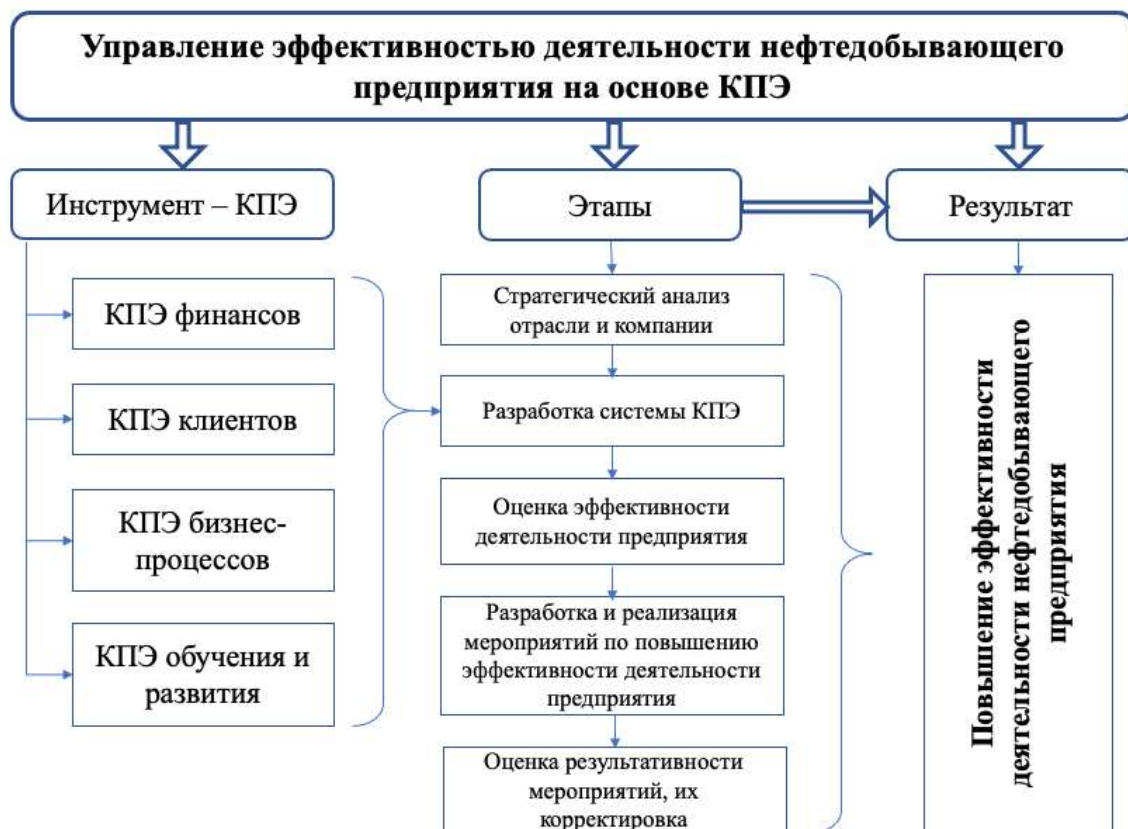 Управление эффективностью деятельности нефтедобывающего
предприятия на основе КПЭ
Инструмент – КПЭ
Этапы
Результат
КПЭ финансов
КПЭ клиентов
КПЭ бизнес-
процессов
КПЭ обучения и
развития
Стратегический анализ
отрасли и компании
Разработка системы КПЭ
Оценка эффективности
деятельности предприятия
Разработка и реализация
мероприятий по повышению
эффективности деятельности
предприятия
Оценка результативности
мероприятий, их
корректировка
Повышение эффективности
деятельности нефтедобывающего
предприятия